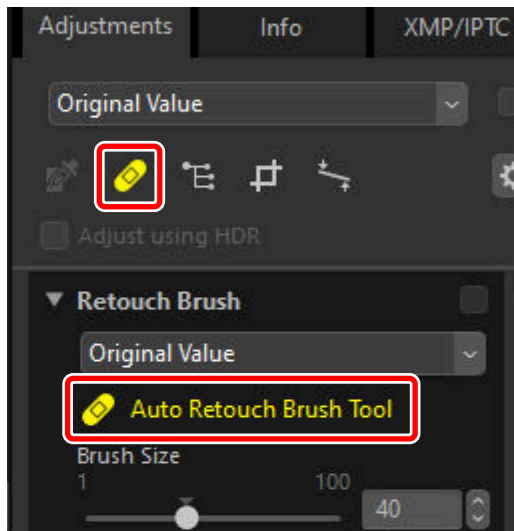 Adjustments Info XMP/IPTC
Original Value
Adjust using HDR
Retouch Brush
Original Value
Auto Retouch Brush Tool
Brush Size
1 100
40